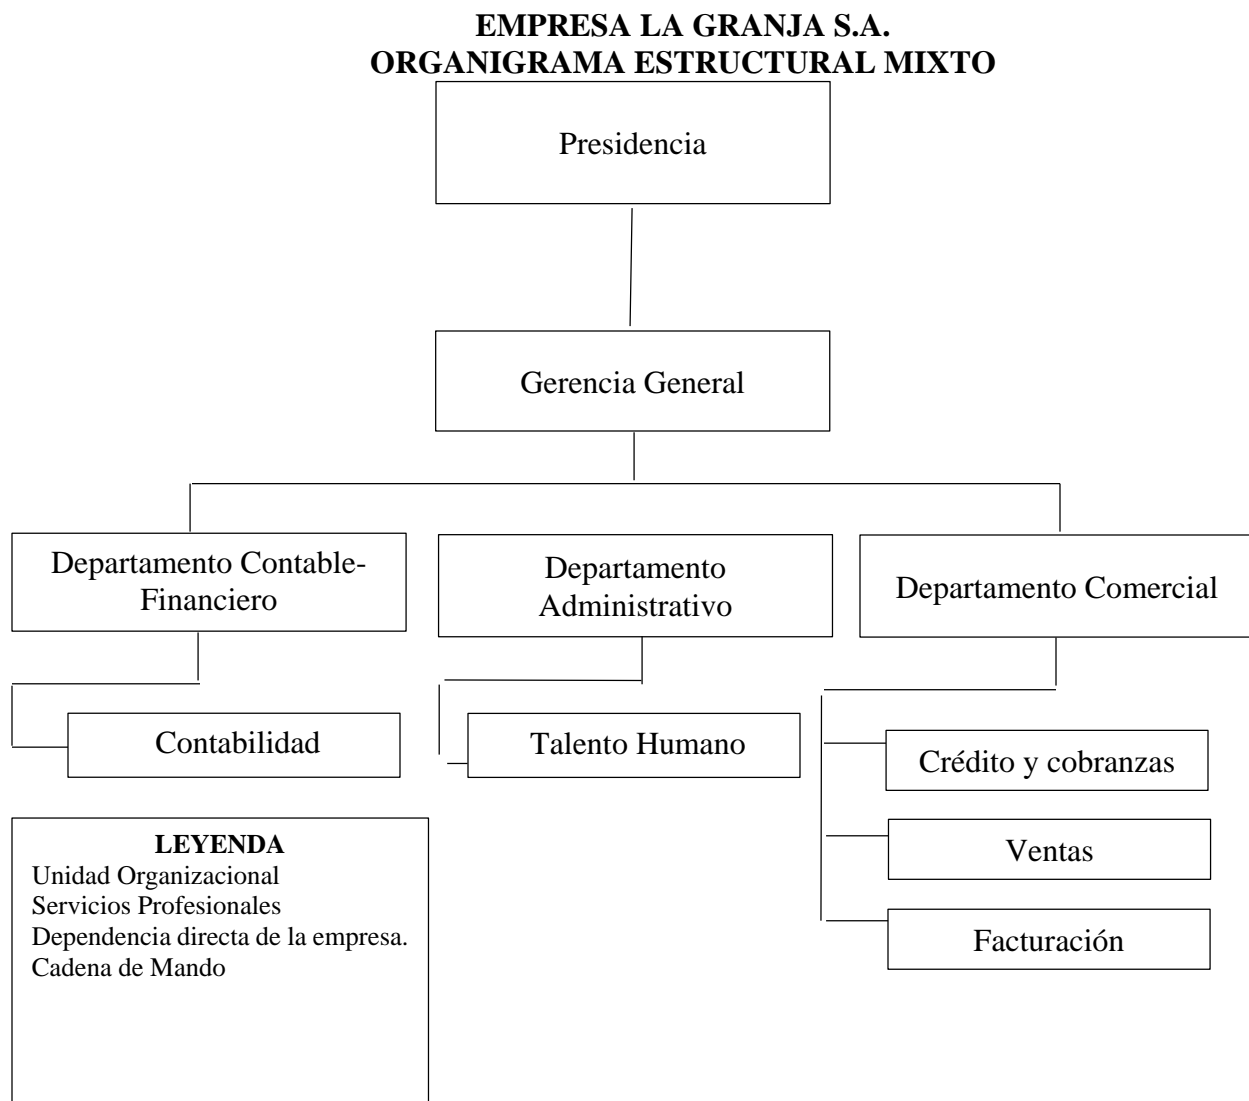 EMPRESA LA GRANJA S.A.
ORGANIGRAMA ESTRUCTURAL MIXTO
Presidencia
Gerencia General
Departamento Contable-
Financiero
Departamento
Administrativo
Departamento Comercial
Contabilidad
Talento Humano
Crédito y cobranzas
Ventas
Facturación
LEYENDA
Unidad Organizacional
Servicios Profesionales
Dependencia directa de la empresa.
Cadena de Mando